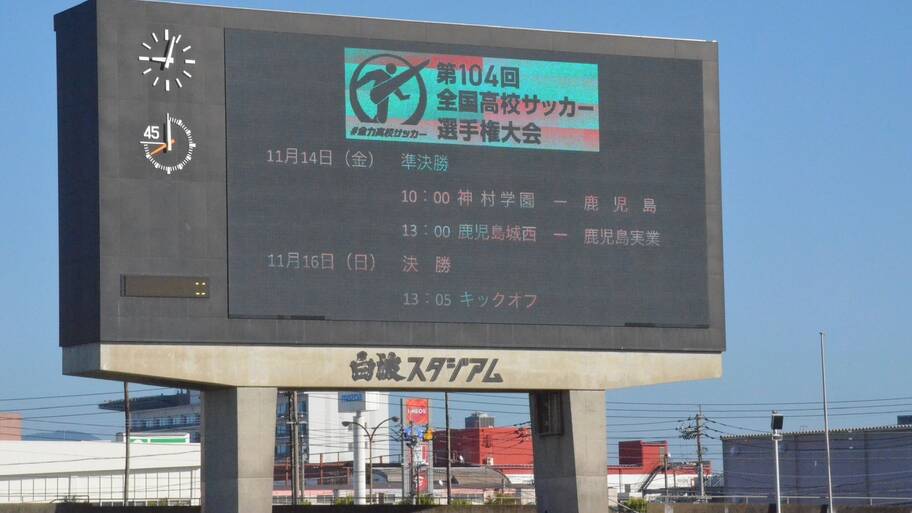 第104回
全国高校サッカー
選手権大会
#全力高校サッカー
45
11月14日（金） 準決勝
10：00 神村学園 ー 鹿児島
13：00 鹿児島城西 ー 鹿児島実業
11月16日（日） 決勝
13：05 キックオフ
白波スタジアム
ENEOS